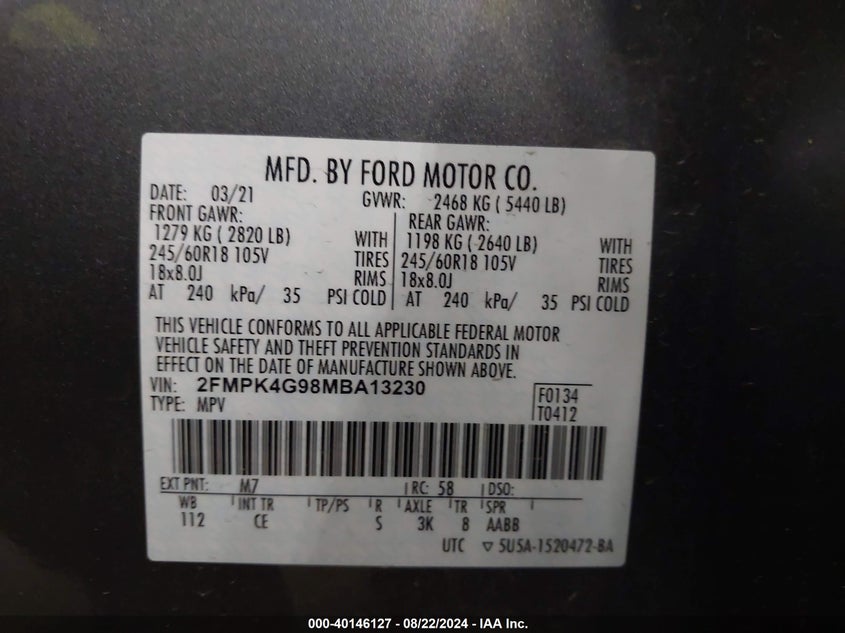 MFD. BY FORD MOTOR CO.
DATE: 03/21 GVWR: 2468 KG ( 5440 LB)
FRONT GAWR: REAR GAWR:
1279 KG ( 2820 LB) WITH 1198 KG ( 2640 LB) WITH
245/60R18 105V TIRES 245/60R18 105V TIRES
18x8.0J RIMS 18x8.0J RIMS
AT 240 kPa/ 35 PSI COLD AT 240 kPa/ 35 PSI COLD
THIS VEHICLE CONFORMS TO ALL APPLICABLE FEDERAL MOTOR
VEHICLE SAFETY AND THEFT PREVENTION STANDARDS IN
EFFECT ON THE DATE OF MANUFACTURE SHOWN ABOVE.
VIN: 2FMPK4G98MBA13230 F0134
TYPE: MPV T0412
EXT PNT: M7 RC: 58 DSO:
WB INT TR TP/PS R AXLE TR SPR
112 CE S 3K 8 AABB
UTC ▽ 5U5A-1520472-BA
000-40146127 - 08/22/2024 - IAA Inc.